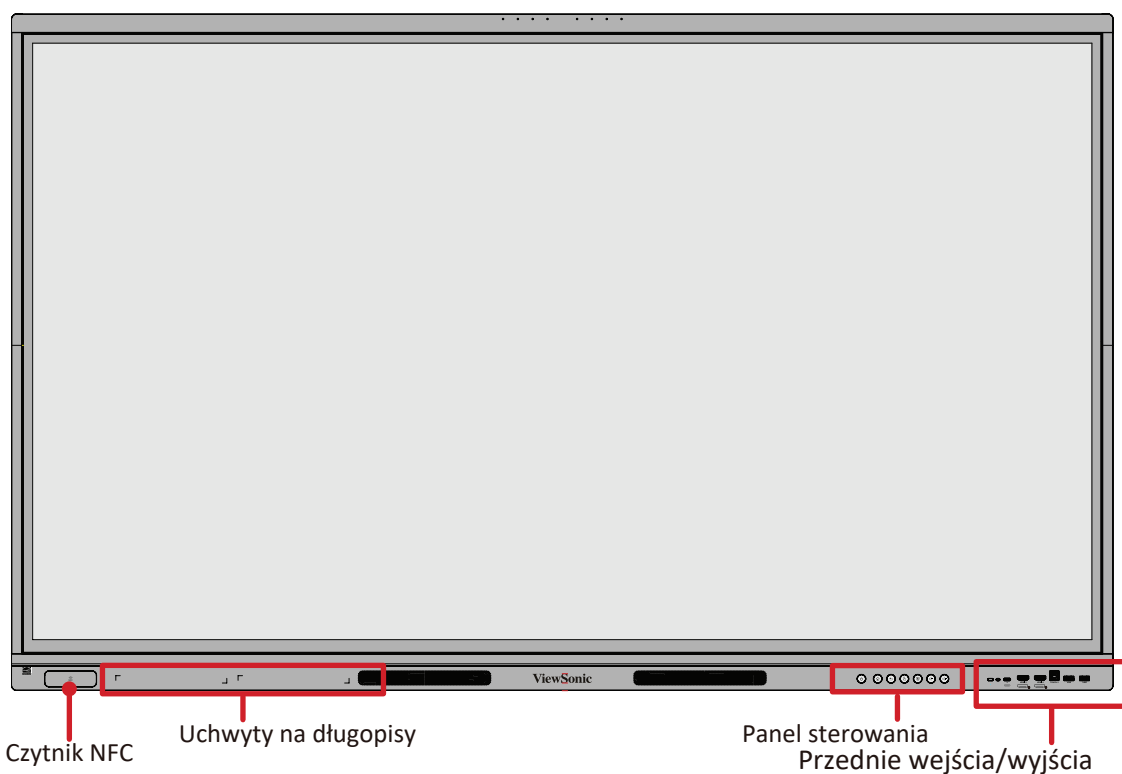 ViewSonic
Czytnik NFC
Uchwyty na długopisy
Panel sterowania
Przednie wejścia/wyjścia